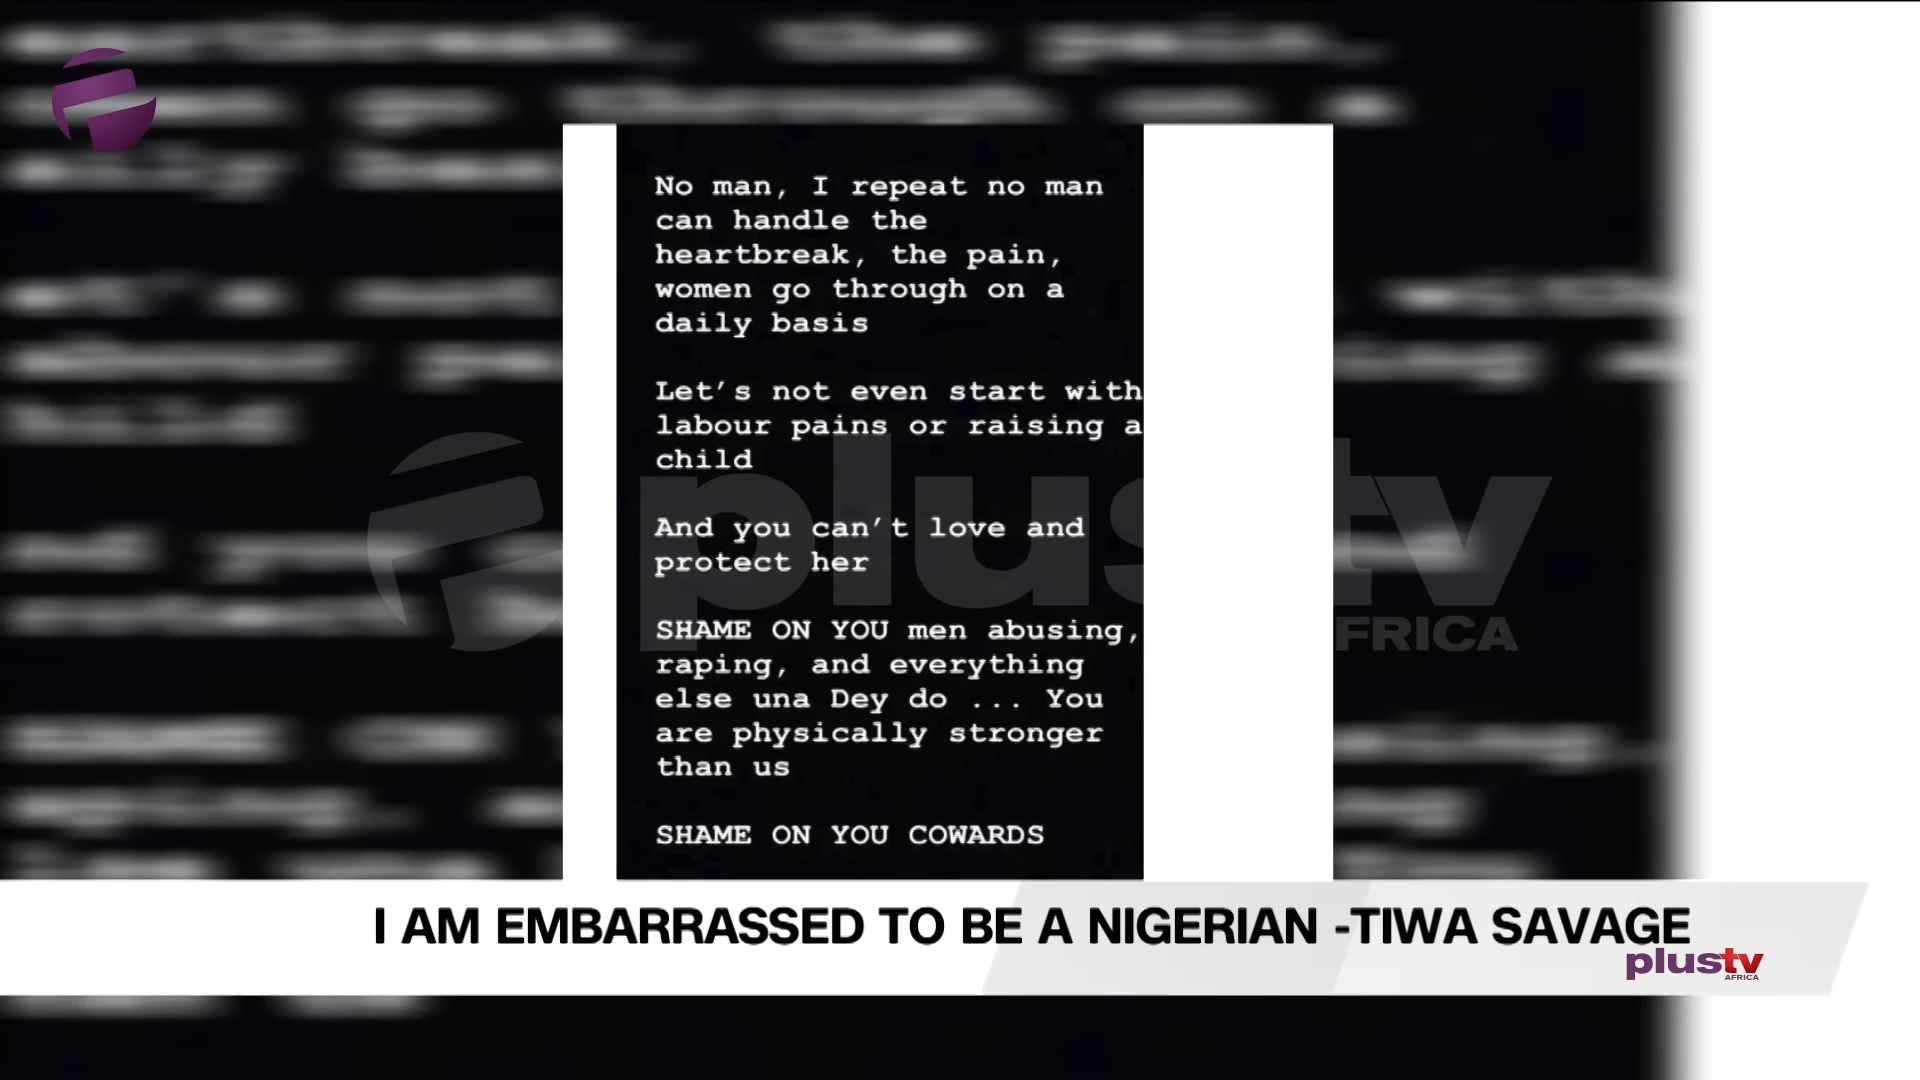 No man, I repeat no man
can handle the
heartbreak, the pain,
women go through on a
daily basis
Let's not even start with
labour pains or raising a
child
And you can't love and
protect her
SHAME ON YOU men abusing,
raping, and everything
else una Dey do ... You
are physically stronger
than us
SHAME ON YOU COWARDS
plus tv
FRICA
I AM EMBARRASSED TO BE A NIGERIAN -TIWA SAVAGE
plustv
AFRICA